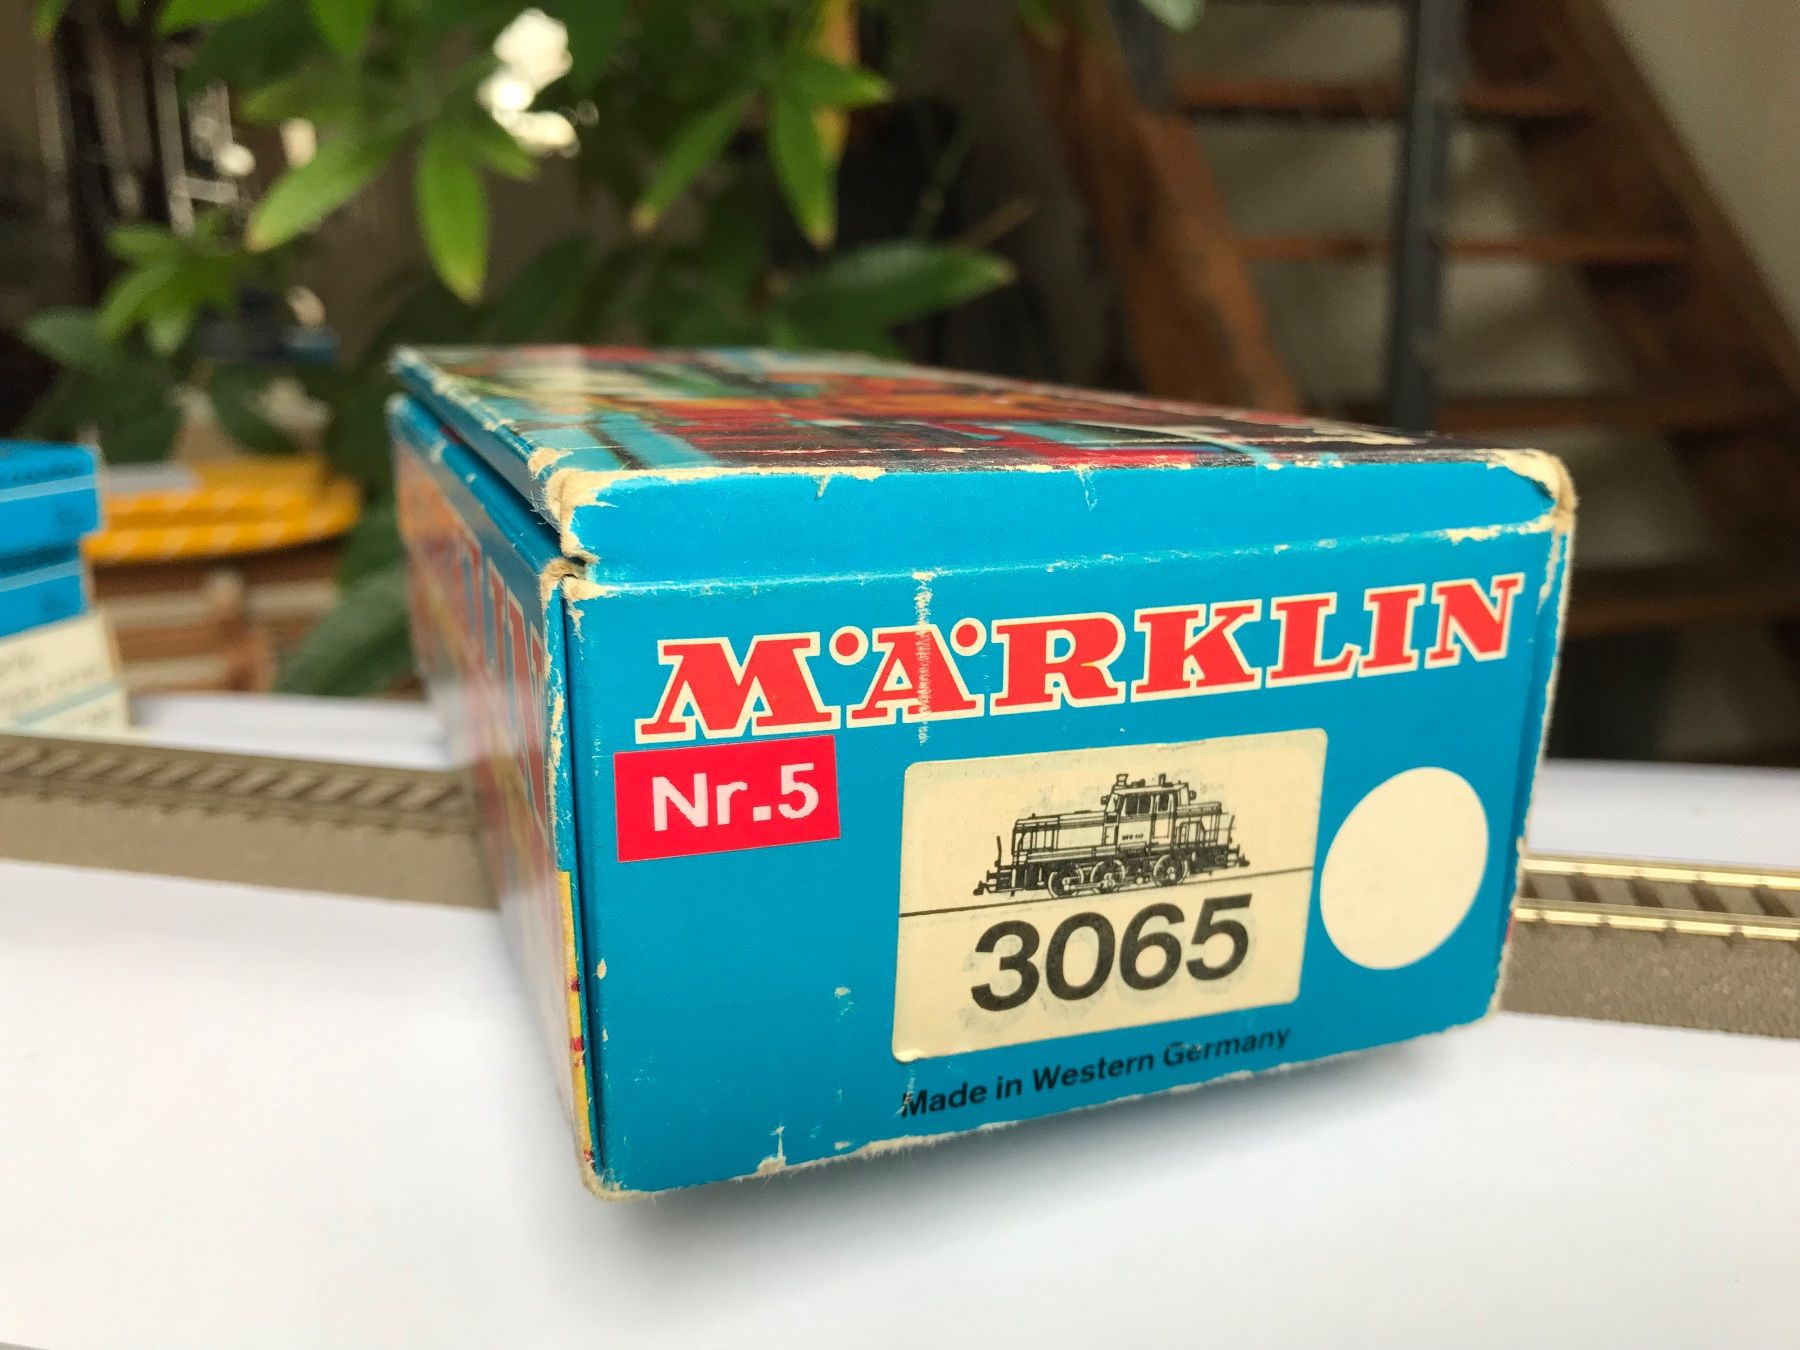 MÄRKLIN
Nr.5
3065
Made in Western Germany